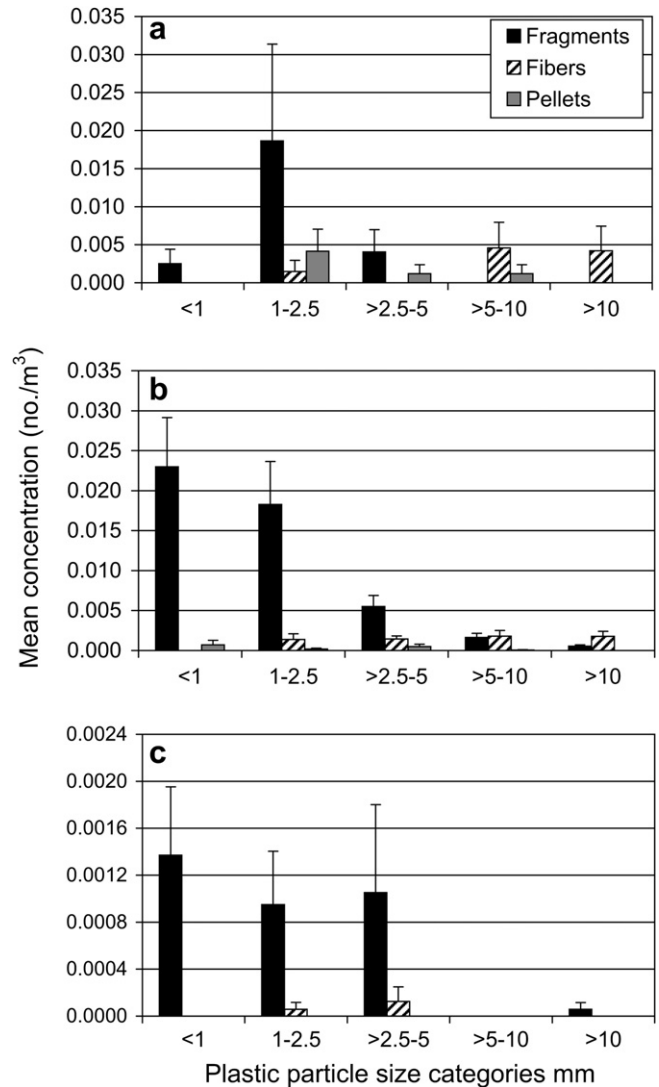 a
Fragments
Fibers
Pellets
0.035
0.030
0.025
0.020
0.015
0.010
0.005
0.000
<1 1-2.5 >2.5-5 >5-10 >10
b
0.035
0.030
0.025
0.020
0.015
0.010
0.005
0.000
<1 1-2.5 >2.5-5 >5-10 >10
Mean concentration (no./m³)
c
0.0024
0.0020
0.0016
0.0012
0.0008
0.0004
0.0000
<1 1-2.5 >2.5-5 >5-10 >10
Plastic particle size categories mm